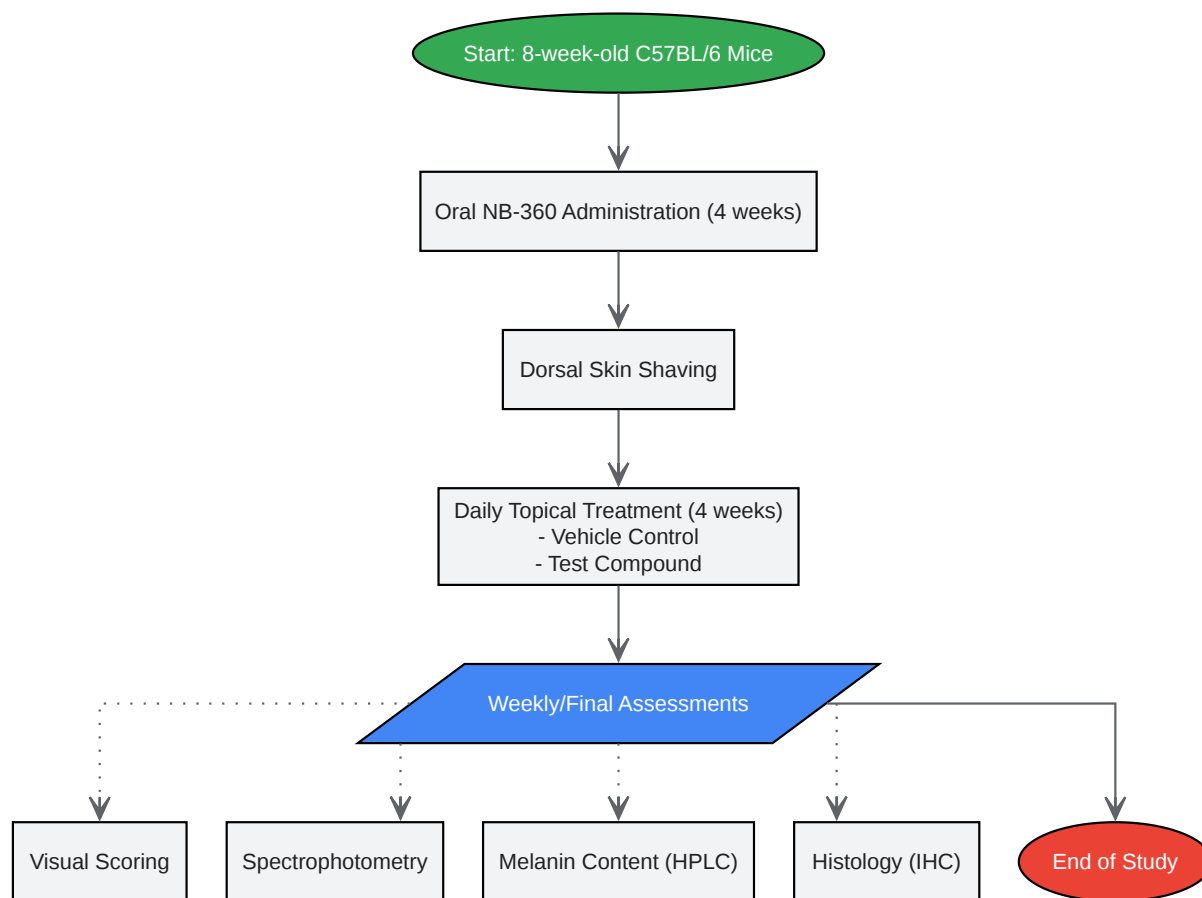 Start: 8-week-old C57BL/6 Mice
Oral NB-360 Administration (4 weeks)
Dorsal Skin Shaving
Daily Topical Treatment (4 weeks)
- Vehicle Control
- Test Compound
Weekly/Final Assessments
Visual Scoring
Spectrophotometry
Melanin Content (HPLC)
Histology (IHC)
End of Study